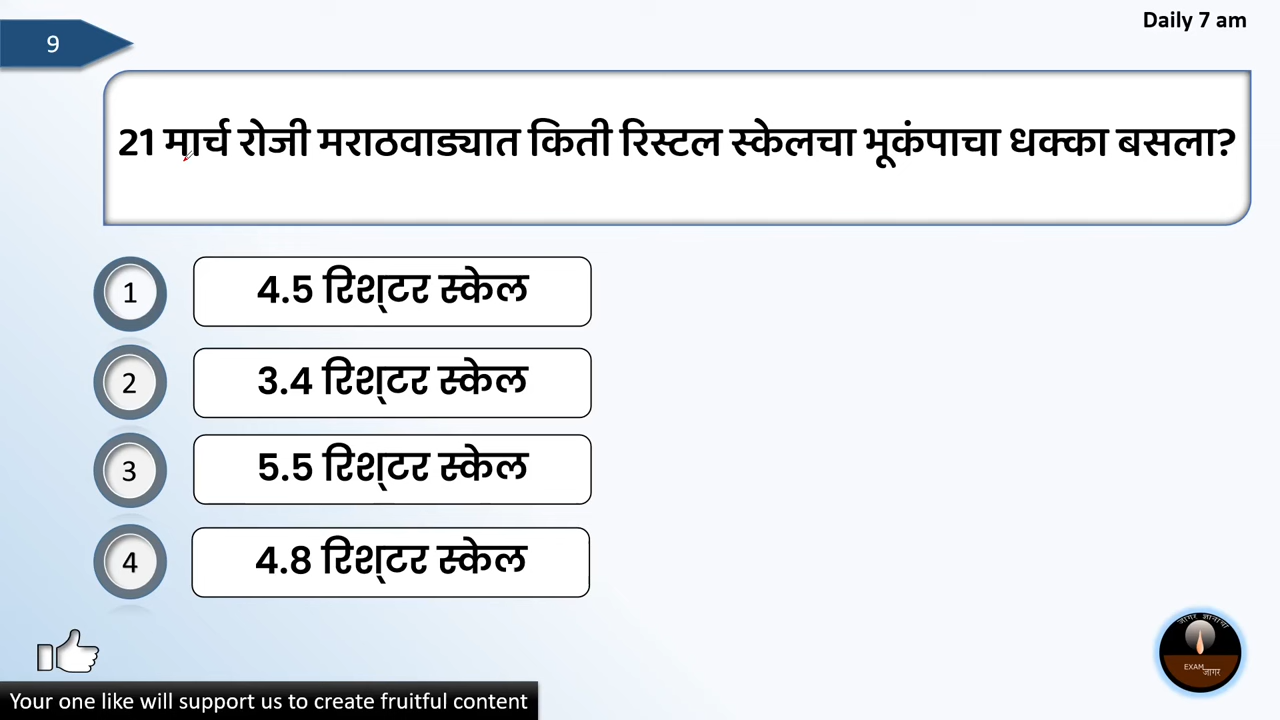 Daily 7 am
9
21 मार्च रोजी मराठवाड्यात किती रिस्टल स्केलचा भूकंपाचा धक्का बसला?
1
4.5 रिश्टर स्केल
2
3.4 रिश्टर स्केल
3
5.5 रिश्टर स्केल
4
4.8 रिश्टर स्केल
जागर ज्ञानाचा
EXAM
जागर
Your one like will support us to create fruitful content